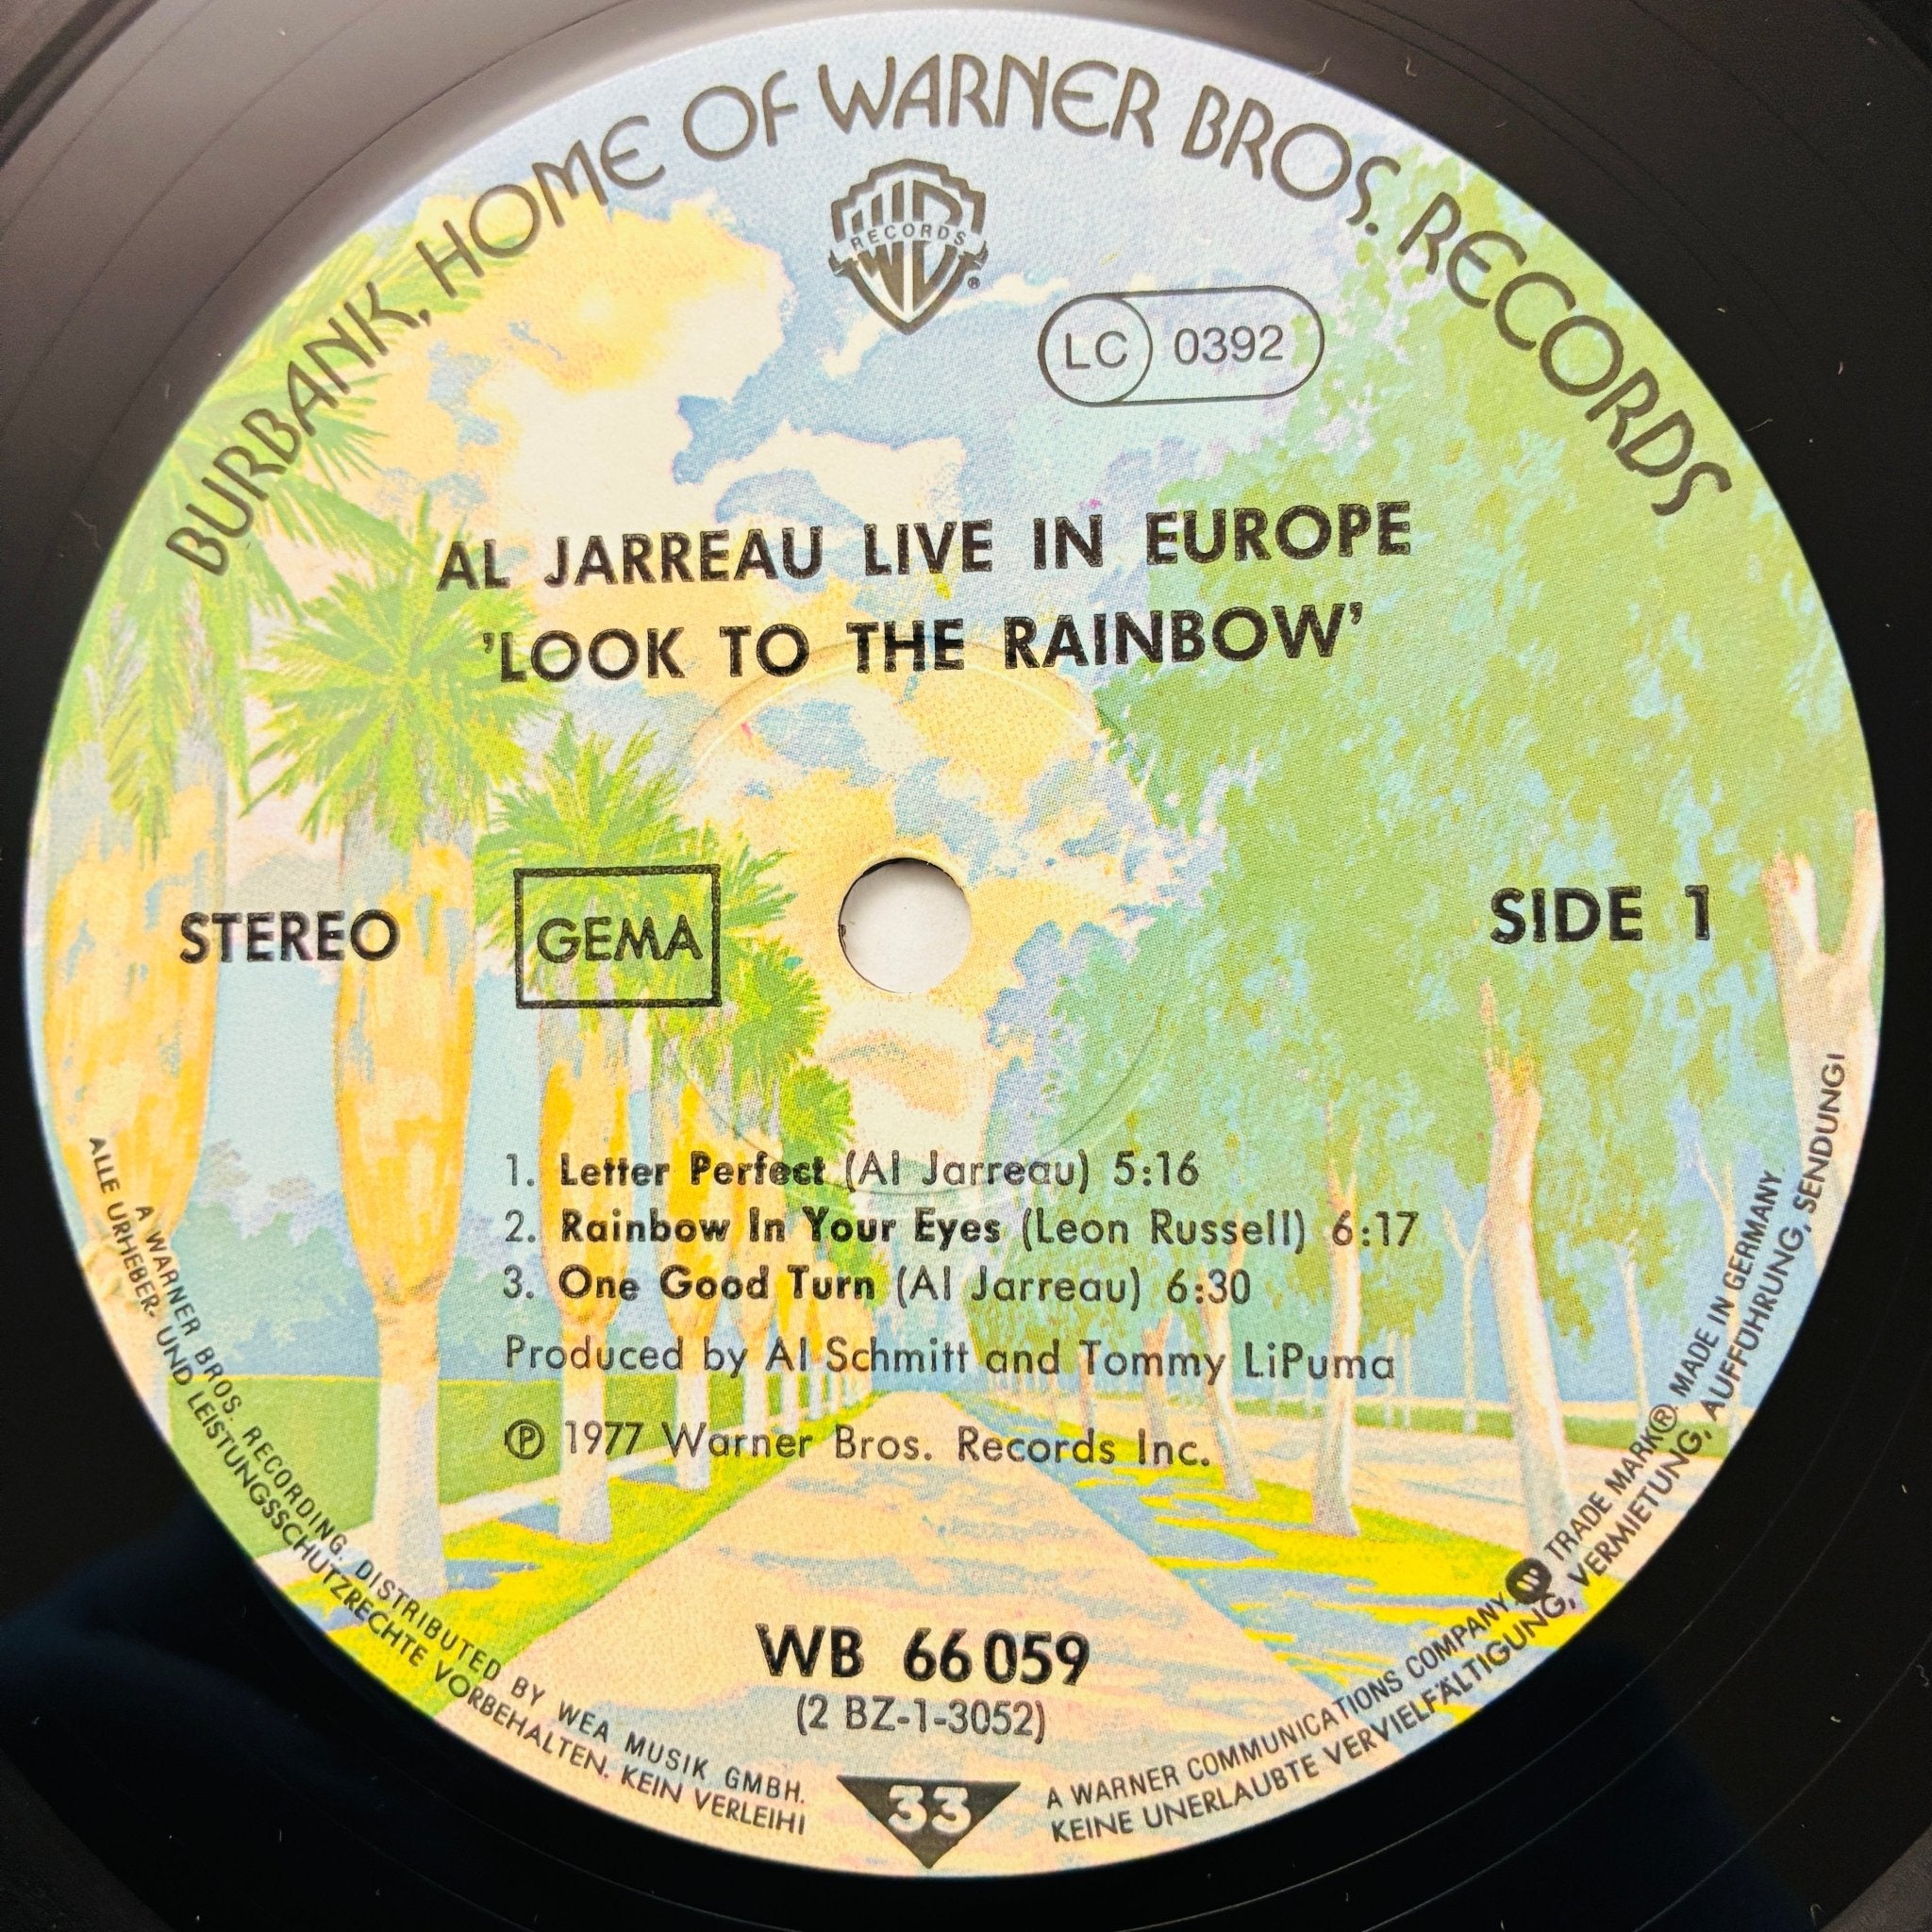 BURBANK, HOME OF WARNER BROS. RECORDS
WB
RECORDS
®
LC 0392
AL JARREAU LIVE IN EUROPE
'LOOK TO THE RAINBOW'
STEREO
GEMA
SIDE 1
1. Letter Perfect (Al Jarreau) 5:16
2. Rainbow In Your Eyes (Leon Russell) 6:17
3. One Good Turn (Al Jarreau) 6:30
Produced by Al Schmitt and Tommy LiPuma
℗ 1977 Warner Bros. Records Inc.
WB 66 059
(2 BZ-1-3052)
33
A WARNER BROS. RECORDING. DISTRIBUTED BY WEA MUSIK GMBH.
A WARNER COMMUNICATIONS COMPANY. TRADE MARK®. MADE IN GERMANY.
ALLE URHEBER- UND LEISTUNGSSCHUTZRECHTE VORBEHALTEN. KEIN VERLEIH!
KEINE UNERLAUBTE VERVIELFÄLTIGUNG, VERMIETUNG, AUFFÜHRUNG, SENDUNG!